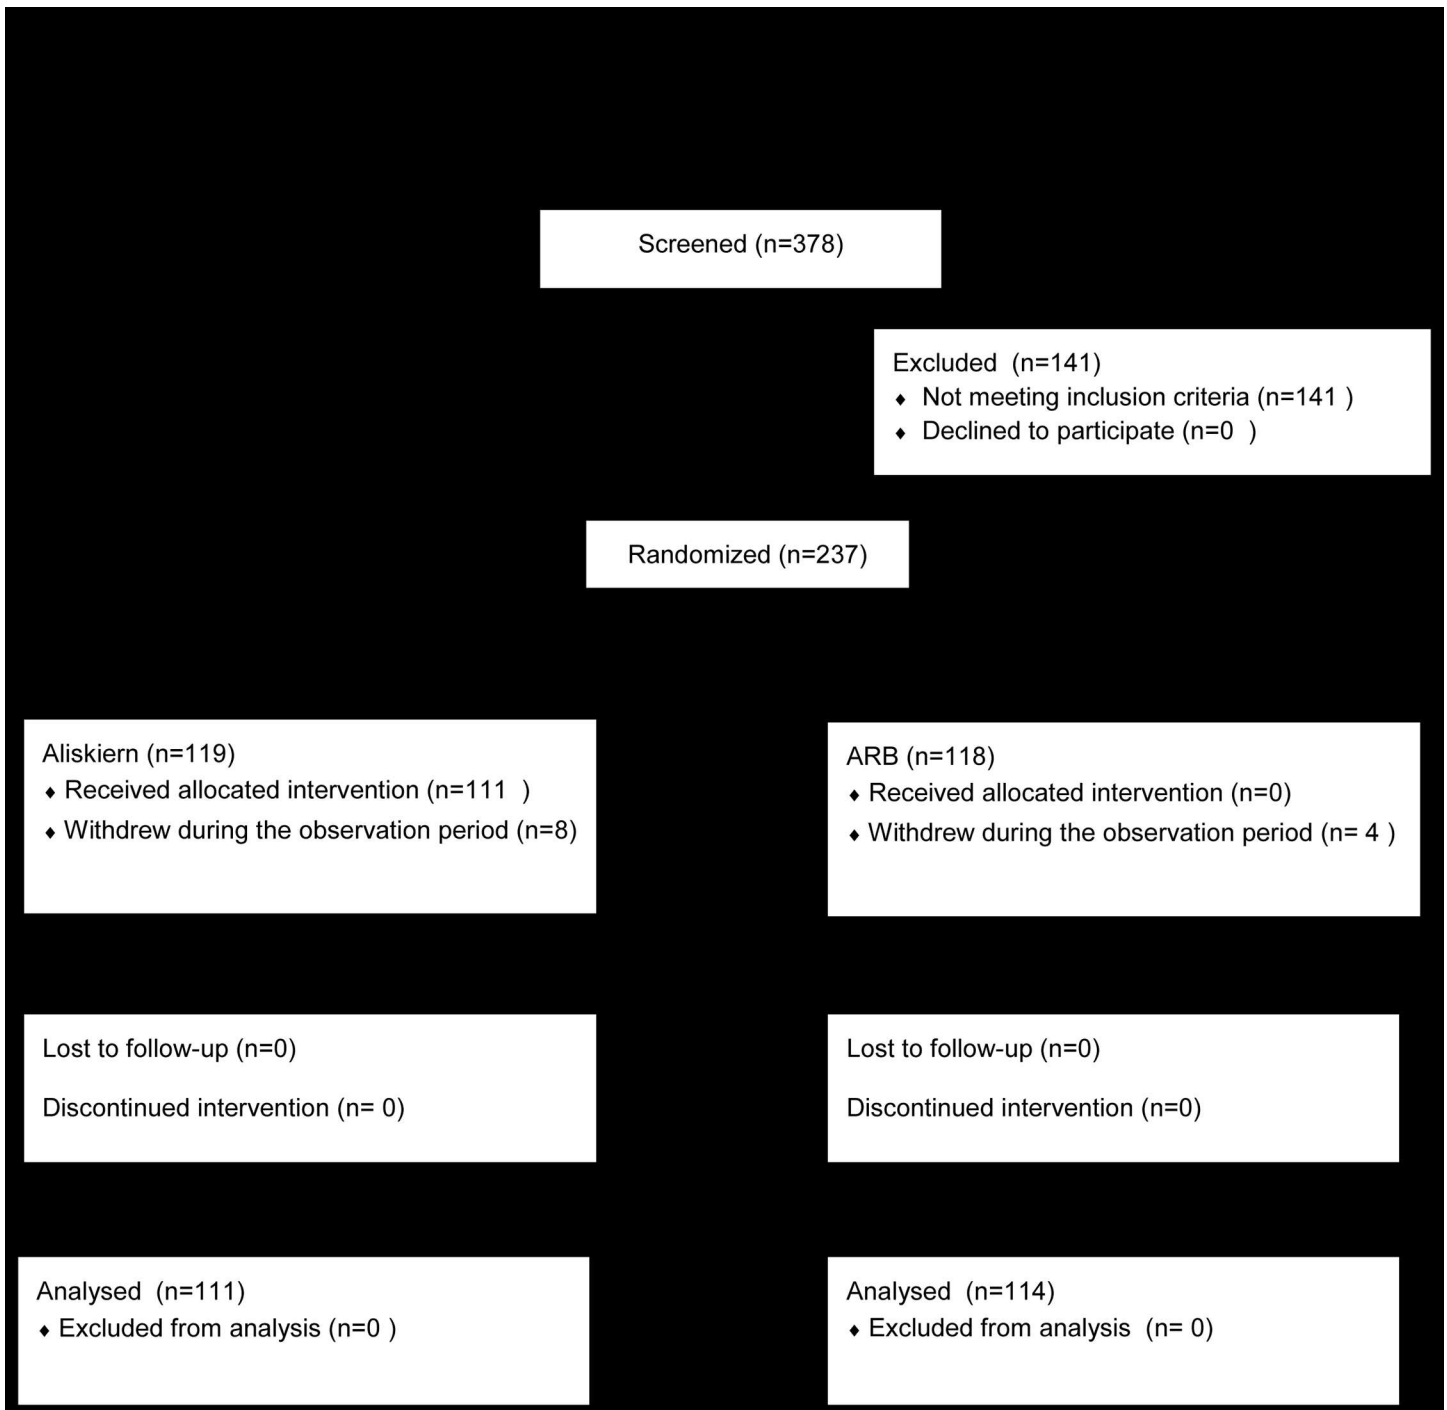 Screened (n=378)
Excluded  (n=141)
♦ Not meeting inclusion criteria (n=141 )
♦ Declined to participate (n=0  )
Randomized (n=237)
Aliskiern (n=119)
♦ Received allocated intervention (n=111  )
♦ Withdrew during the observation period (n=8)
ARB (n=118)
♦ Received allocated intervention (n=0)
♦ Withdrew during the observation period (n= 4 )
Lost to follow-up (n=0)
Discontinued intervention (n= 0)
Lost to follow-up (n=0)
Discontinued intervention (n=0)
Analysed  (n=111)
♦ Excluded from analysis (n=0 )
Analysed  (n=114)
♦ Excluded from analysis  (n= 0)